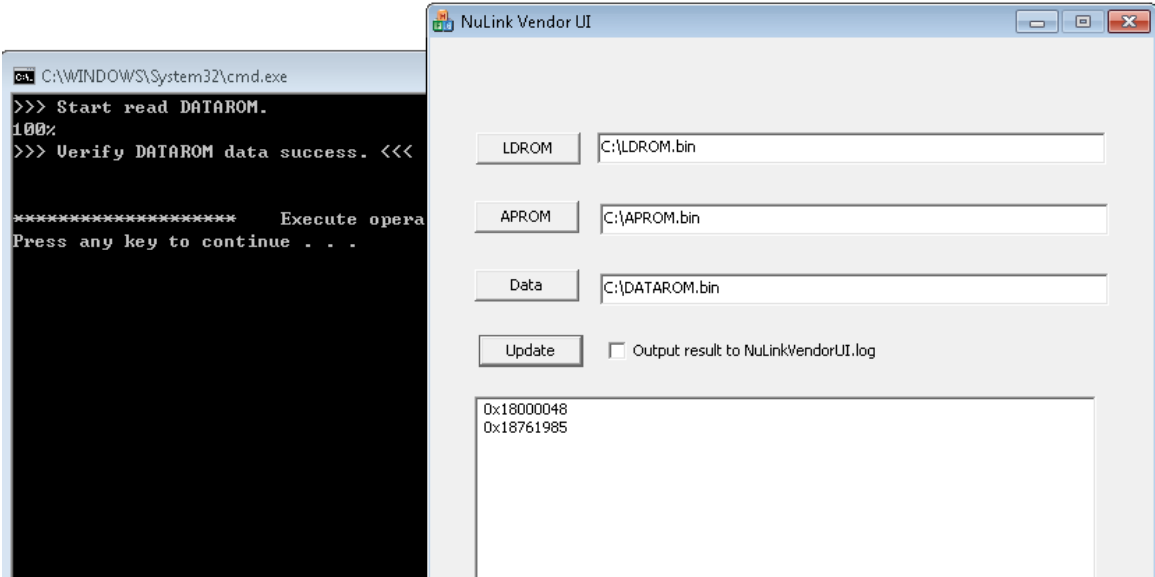 C:\WINDOWS\System32\cmd.exe
>>> Start read DATAROM.
100%
>>> Verify DATAROM data success. <<<
******************** Execute opera
Press any key to continue . . .
NuLink Vendor UI
LDROM C:\LDROM.bin
APROM C:\APROM.bin
Data C:\DATAROM.bin
Update Output result to NuLinkVendorUI.log
0x18000048
0x18761985